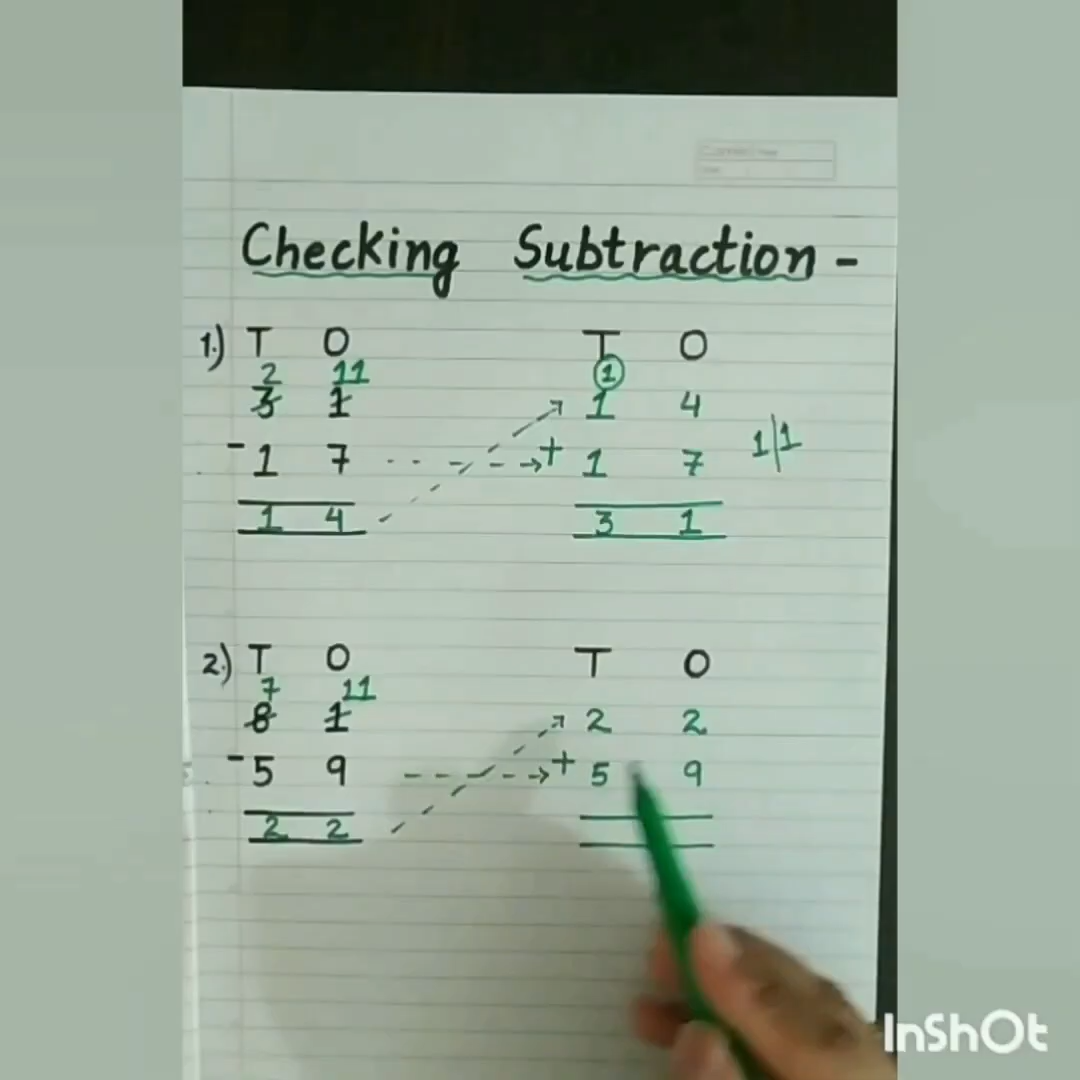 Checking Subtraction -
1.) T O T O
2 11 1
3 1 1 4
- 1 7 + 1 7 1|1
1 4 3 1
2.) T O T O
7 11
8 1 2 2
- 5 9 + 5 9
2 2
InShOt